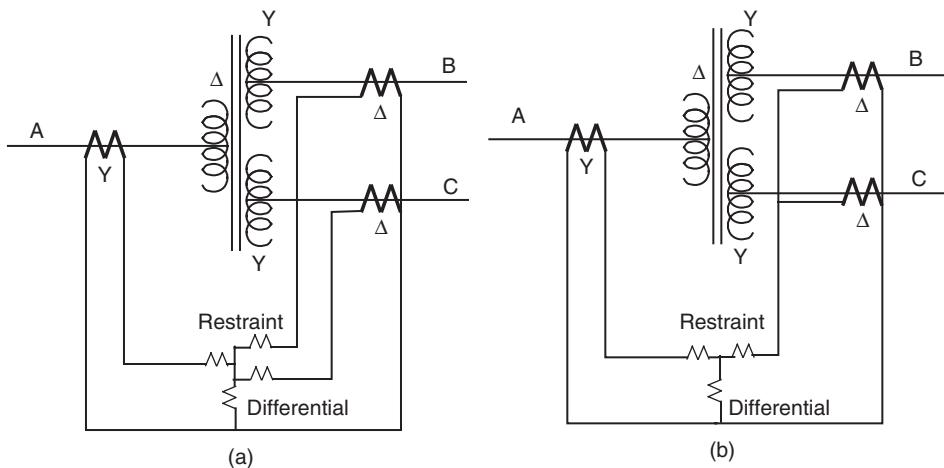 Y
Δ
B
A
Δ
Y
C
Δ
Y
Restraint
Differential
(a)
Y
Δ
B
A
Δ
Y
C
Δ
Y
Restraint
Differential
(b)